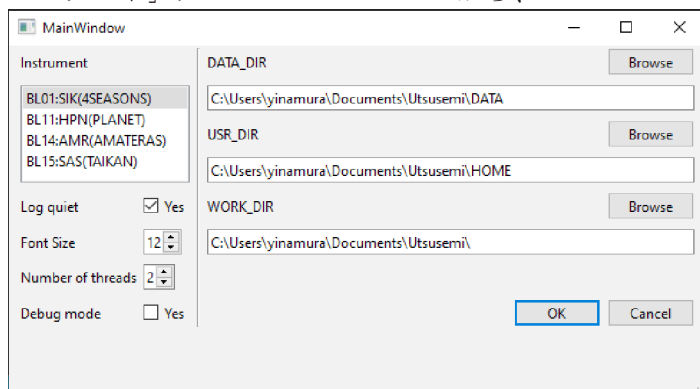 MainWindow
Instrument
BL01:SIK(4SEASONS)
BL11:HPN(PLANET)
BL14:AMR(AMATERAS)
BL15:SAS(TAIKAN)
Log quiet Yes
Font Size 12
Number of threads 2
Debug mode Yes
DATA_DIR Browse
C:\Users\yinamura\Documents\Utsusemi\DATA
USR_DIR Browse
C:\Users\yinamura\Documents\Utsusemi\HOME
WORK_DIR Browse
C:\Users\yinamura\Documents\Utsusemi\
OK Cancel